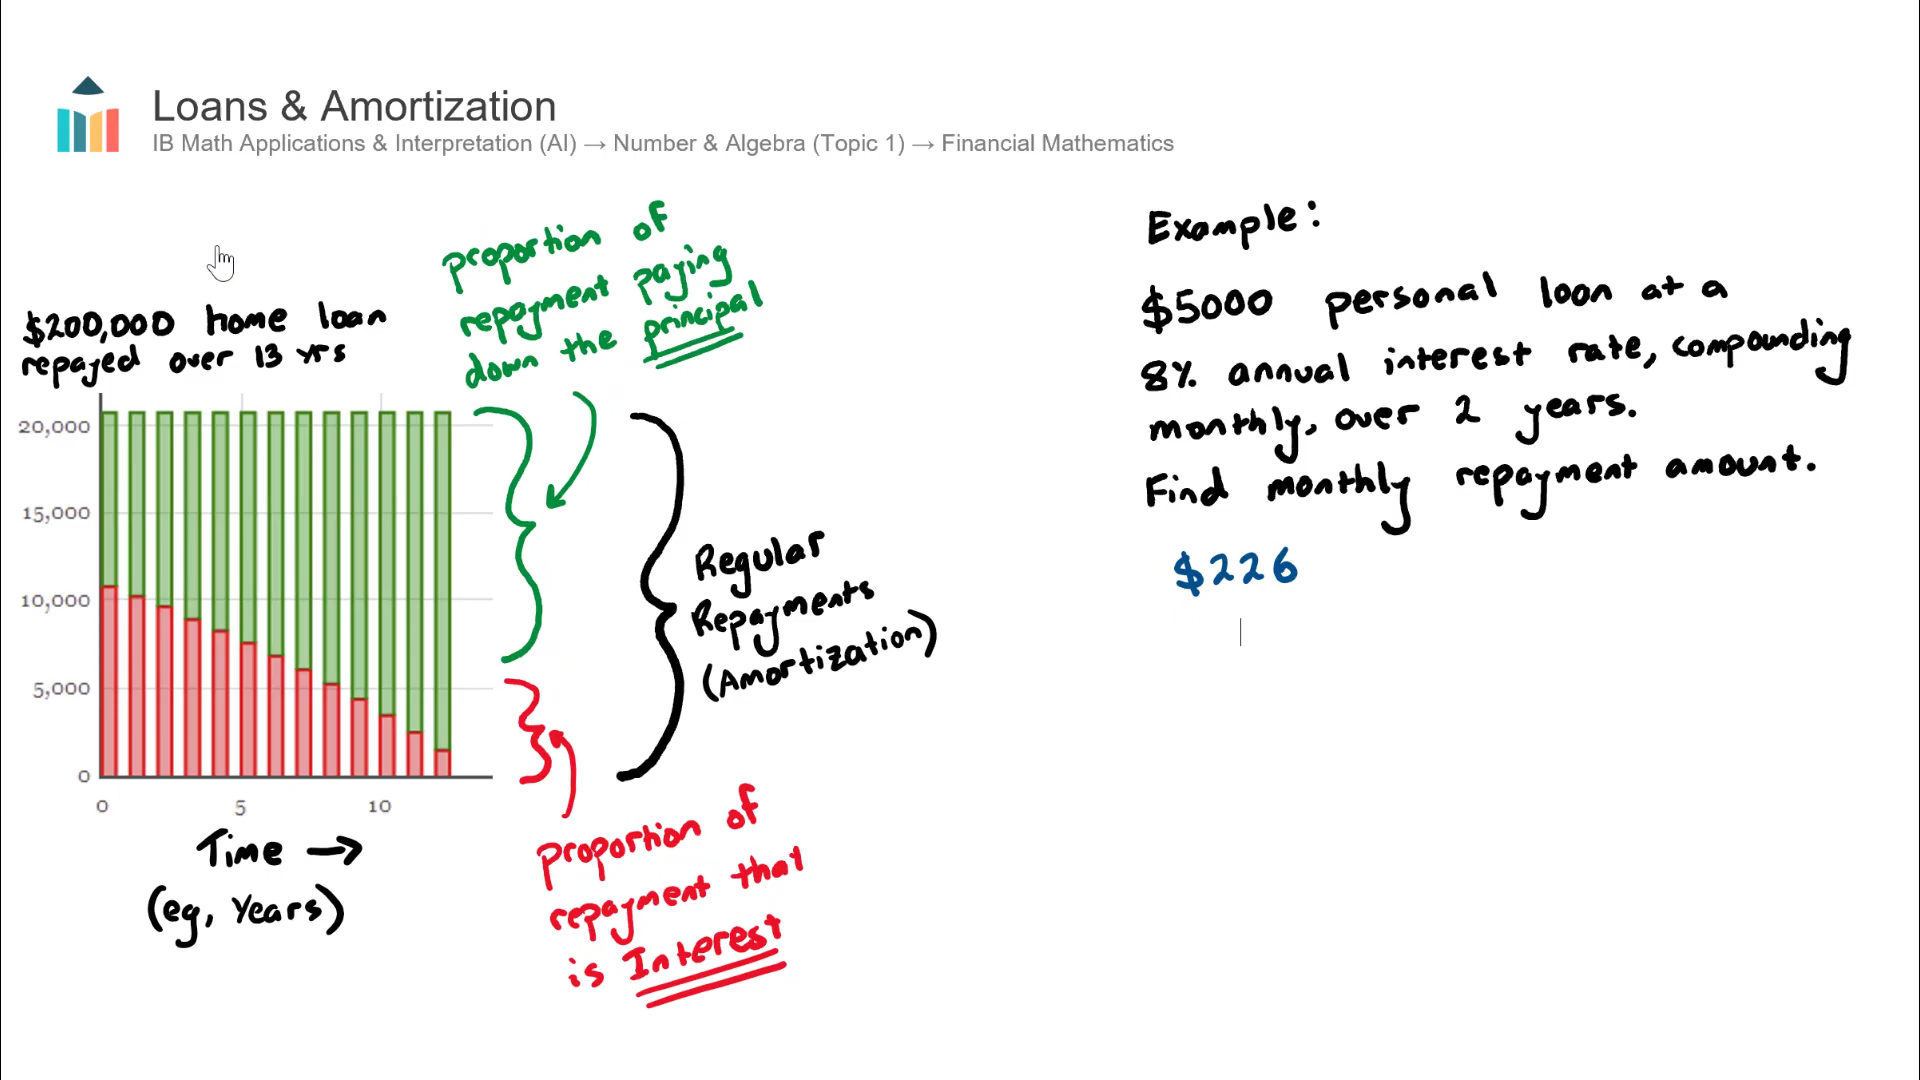 Loans & Amortization
IB Math Applications & Interpretation (AI) → Number & Algebra (Topic 1) → Financial Mathematics
$200,000 home loan
repayed over 13 yrs
20,000
15,000
10,000
5,000
0
0 5 10
Time →
(eg, Years)
proportion of
repayment paying
down the principal
Regular
Repayments
(Amortization)
proportion of
repayment that
is Interest
Example:
$5000 personal loan at a
8% annual interest rate, compounding
monthly, over 2 years.
Find monthly repayment amount.
$226